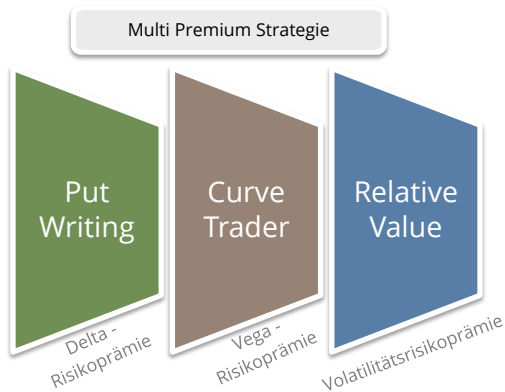 Multi Premium Strategie
Put
Writing
Curve
Trader
Relative
Value
Delta -
Risikoprämie
Vega -
Risikoprämie
Volatilitätsrisikoprämie